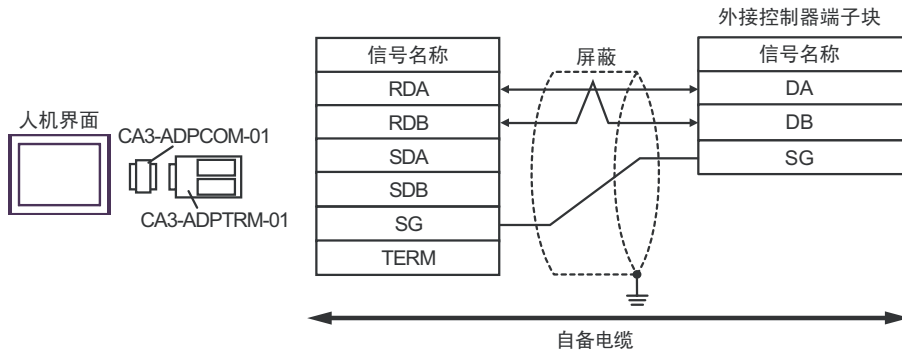 人机界面
CA3-ADPCOM-01
CA3-ADPTRM-01
信号名称
RDA
RDB
SDA
SDB
SG
TERM
屏蔽
外接控制器端子块
信号名称
DA
DB
SG
自备电缆